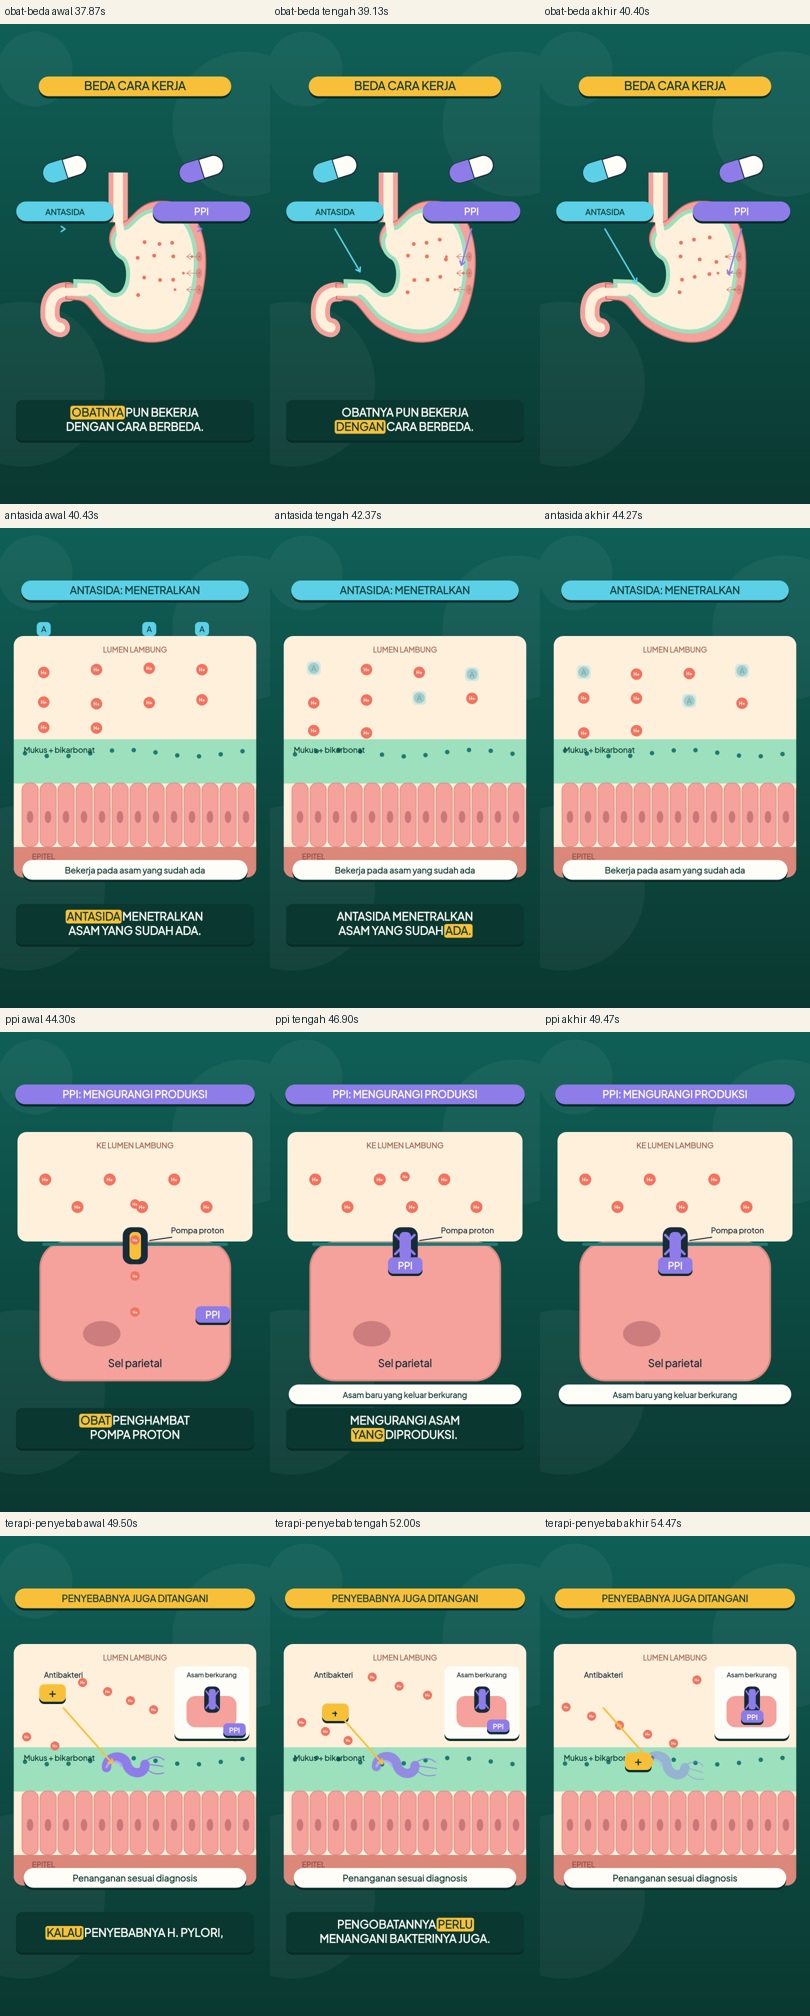 obat-beda awal 37.87s
obat-beda tengah 39.13s
obat-beda akhir 40.40s
BEDA CARA KERJA
BEDA CARA KERJA
BEDA CARA KERJA
ANTASIDA
PPI
ANTASIDA
PPI
ANTASIDA
PPI
OBATNYA PUN BEKERJA
DENGAN CARA BERBEDA.
OBATNYA PUN BEKERJA
DENGAN CARA BERBEDA.
antasida awal 40.43s
antasida tengah 42.37s
antasida akhir 44.27s
ANTASIDA: MENETRALKAN
ANTASIDA: MENETRALKAN
ANTASIDA: MENETRALKAN
A
A
A
LUMEN LAMBUNG
LUMEN LAMBUNG
LUMEN LAMBUNG
A
A
A
A
A
A
Mukus + bikarbonat
Mukus + bikarbonat
Mukus + bikarbonat
EPITEL
EPITEL
EPITEL
Bekerja pada asam yang sudah ada
Bekerja pada asam yang sudah ada
Bekerja pada asam yang sudah ada
ANTASIDA MENETRALKAN
ASAM YANG SUDAH ADA.
ANTASIDA MENETRALKAN
ASAM YANG SUDAH ADA.
ppi awal 44.30s
ppi tengah 46.90s
ppi akhir 49.47s
PPI: MENGURANGI PRODUKSI
PPI: MENGURANGI PRODUKSI
PPI: MENGURANGI PRODUKSI
KE LUMEN LAMBUNG
KE LUMEN LAMBUNG
KE LUMEN LAMBUNG
Pompa proton
Pompa proton
Pompa proton
PPI
PPI
PPI
Sel parietal
Sel parietal
Sel parietal
Asam baru yang keluar berkurang
Asam baru yang keluar berkurang
OBAT PENGHAMBAT
POMPA PROTON
MENGURANGI ASAM
YANG DIPRODUKSI.
terapi-penyebab awal 49.50s
terapi-penyebab tengah 52.00s
terapi-penyebab akhir 54.47s
PENYEBABNYA JUGA DITANGANI
PENYEBABNYA JUGA DITANGANI
PENYEBABNYA JUGA DITANGANI
LUMEN LAMBUNG
LUMEN LAMBUNG
LUMEN LAMBUNG
Antibakteri
Asam berkurang
Antibakteri
Asam berkurang
Antibakteri
Asam berkurang
+
+
+
PPI
PPI
PPI
Mukus + bikarbonat
Mukus + bikarbonat
Mukus + bikarbon
EPITEL
EPITEL
EPITEL
Penanganan sesuai diagnosis
Penanganan sesuai diagnosis
Penanganan sesuai diagnosis
KALAU PENYEBABNYA H. PYLORI,
PENGOBATANNYA PERLU
MENANGANI BAKTERINYA JUGA.